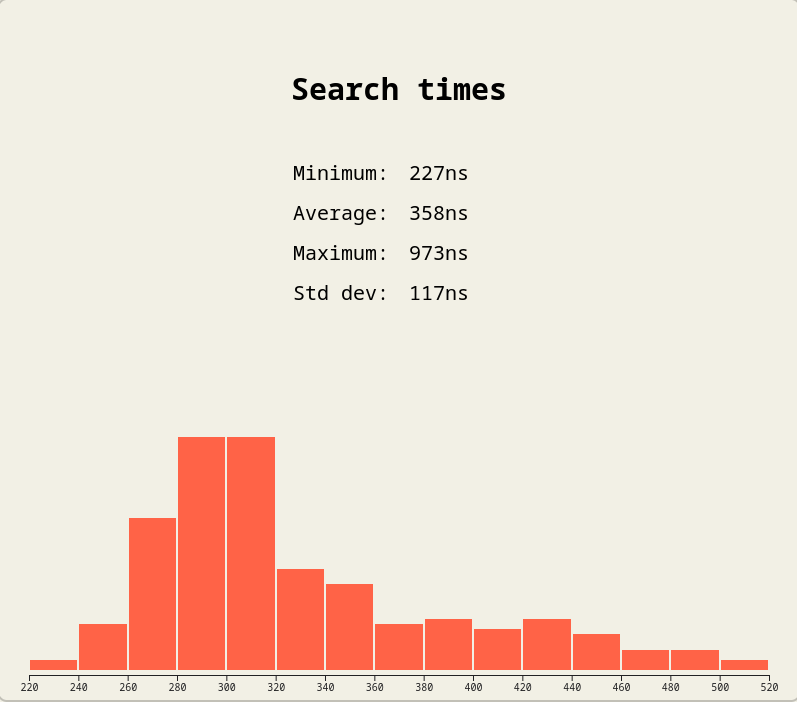 Search times
Minimum: 227ns
Average: 358ns
Maximum: 973ns
Std dev: 117ns
220 240 260 280 300 320 340 360 380 400 420 440 460 480 500 520